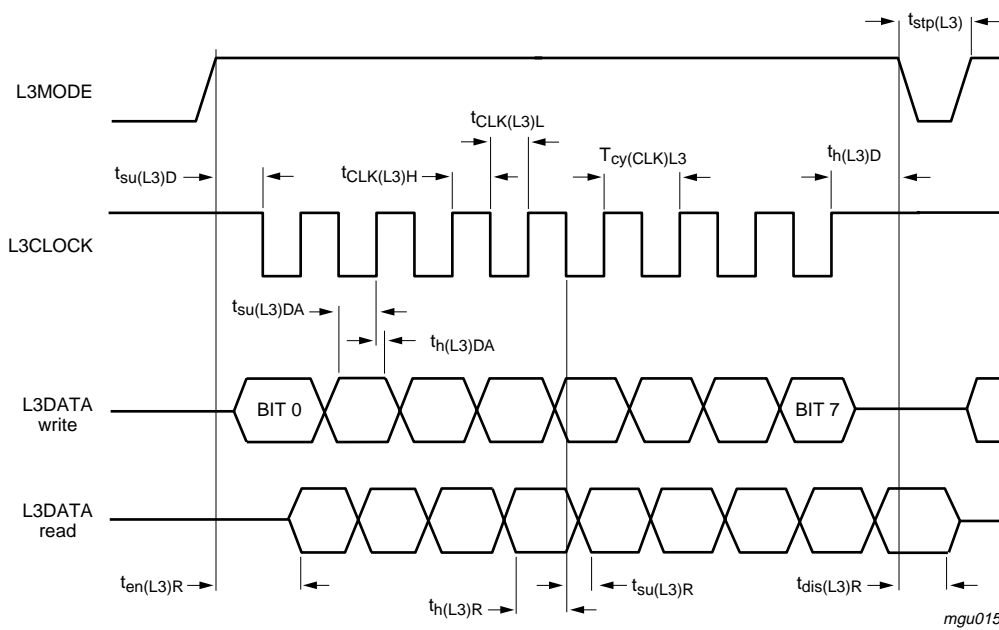 tstp(L3)
L3MODE
tCLK(L3)L
tsu(L3)D
tCLK(L3)H
Tcy(CLK)L3
th(L3)D
L3CLOCK
tsu(L3)DA
th(L3)DA
L3DATA
write
BIT 0
BIT 7
L3DATA
read
ten(L3)R
th(L3)R
tsu(L3)R
tdis(L3)R
mgu015